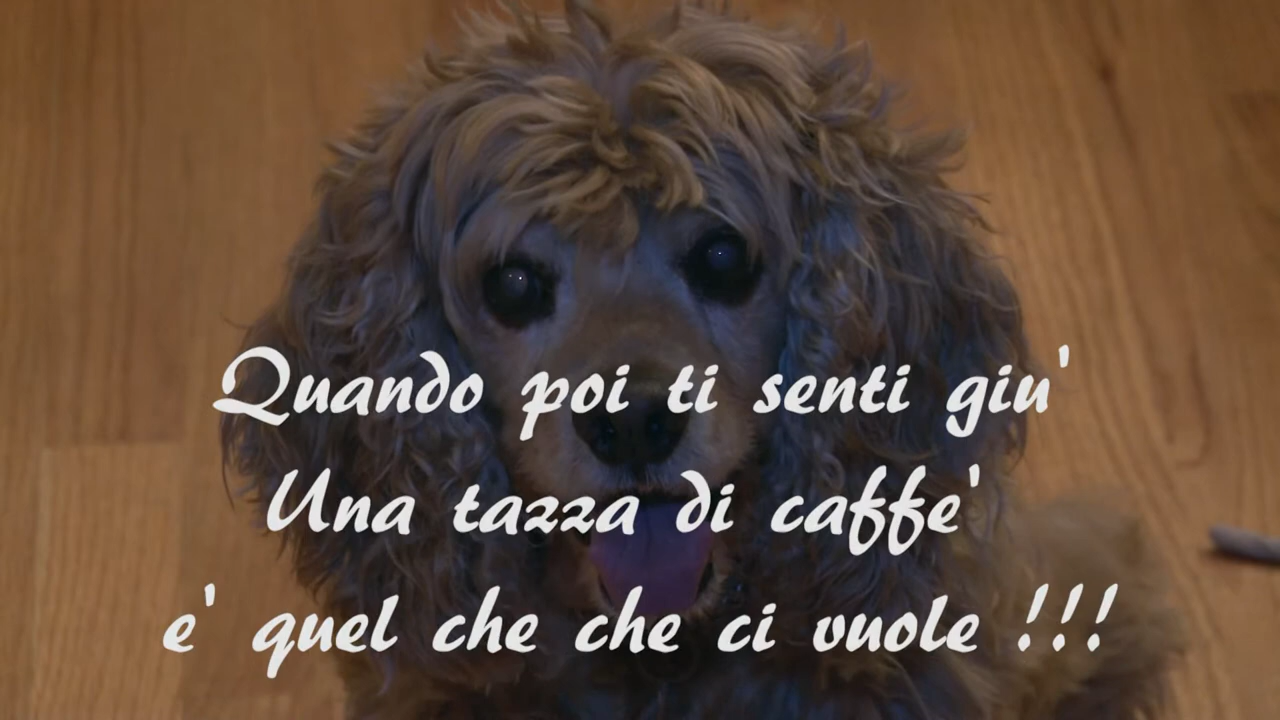 Quando poi ti senti giu'
Una tazza di caffe'
e' quel che che ci vuole !!!